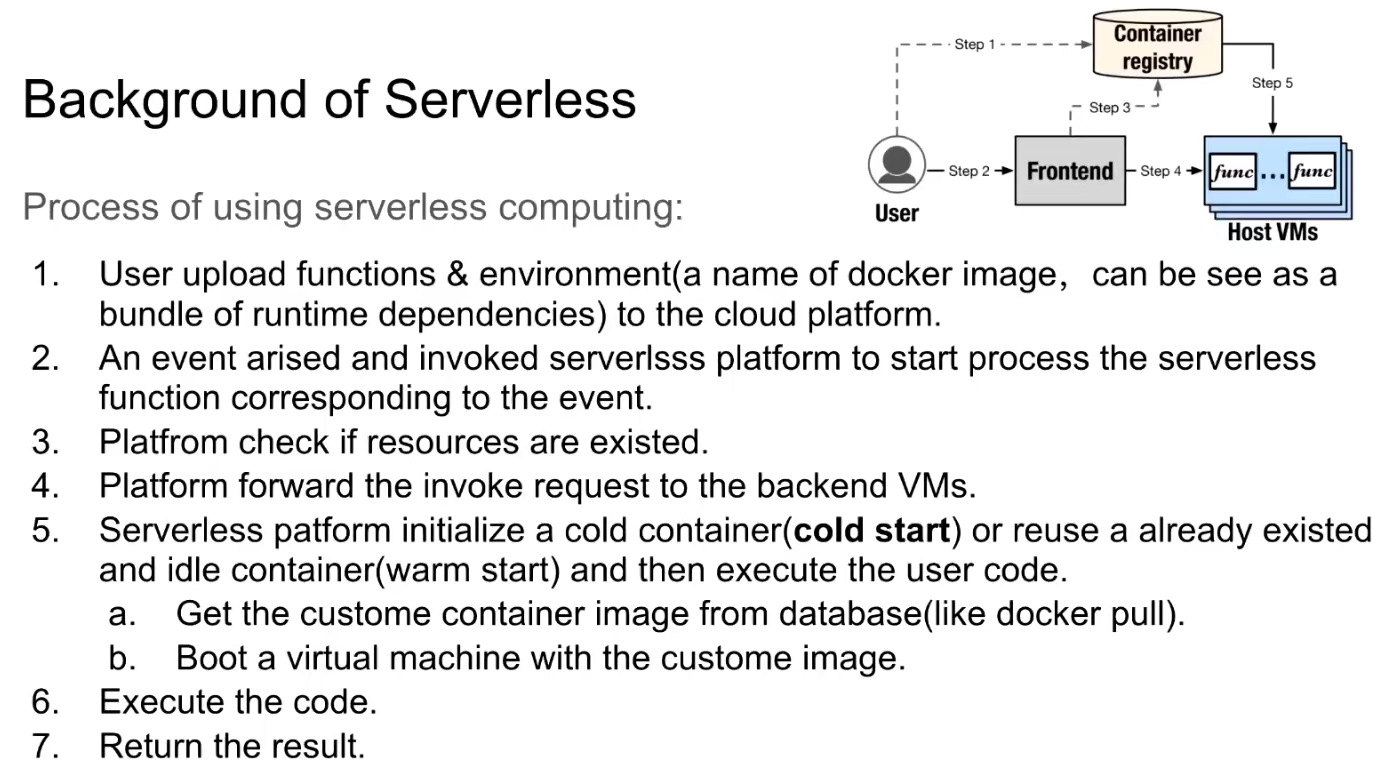 Background of Serverless
Step 1
Container
registry
Step 5
Step 3
Step 2
Frontend
Step 4
func ... func
User
Host VMs
Process of using serverless computing:
1. User upload functions & environment(a name of docker image， can be see as a
bundle of runtime dependencies) to the cloud platform.
2. An event arised and invoked serverlsss platform to start process the serverless
function corresponding to the event.
3. Platfrom check if resources are existed.
4. Platform forward the invoke request to the backend VMs.
5. Serverless patform initialize a cold container(cold start) or reuse a already existed
and idle container(warm start) and then execute the user code.
a. Get the custome container image from database(like docker pull).
b. Boot a virtual machine with the custome image.
6. Execute the code.
7. Return the result.